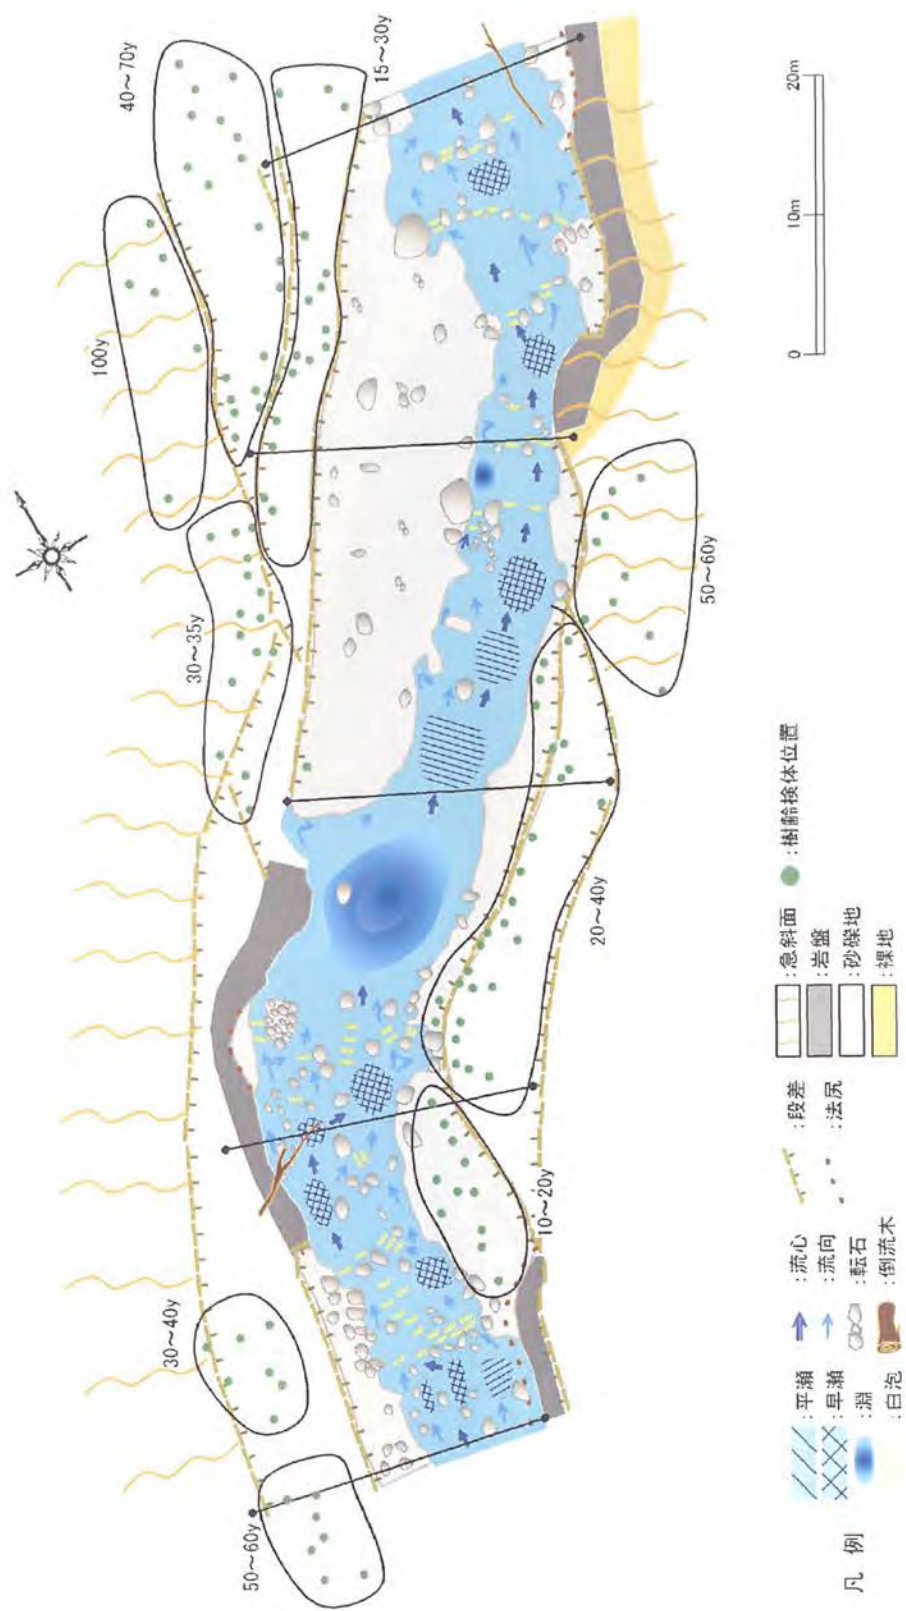 50～60y
30～40y
30～35y
100y
40～70y
15～30y
10～20y
20～40y
50～60y
0
10m
20m
凡 例
:平瀬
:早瀬
:淵
:白泡
:流心
:流向
:転石
:倒流木
:段差
:法尻
:急斜面
:岩盤
:砂礫地
:裸地
:樹齢検体位置